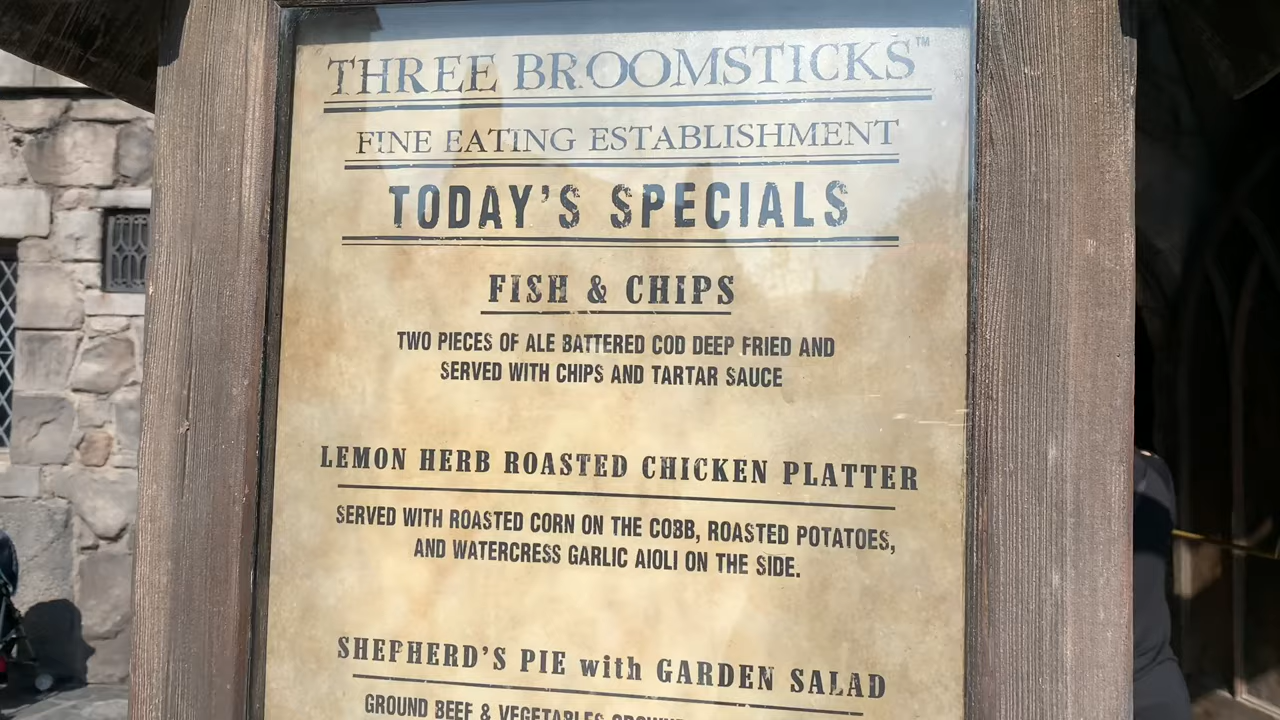 THREE BROOMSTICKS™
FINE EATING ESTABLISHMENT
TODAY'S SPECIALS
FISH & CHIPS
TWO PIECES OF ALE BATTERED COD DEEP FRIED AND
SERVED WITH CHIPS AND TARTAR SAUCE
LEMON HERB ROASTED CHICKEN PLATTER
SERVED WITH ROASTED CORN ON THE COBB, ROASTED POTATOES,
AND WATERCRESS GARLIC AIOLI ON THE SIDE.
SHEPHERD'S PIE with GARDEN SALAD
GROUND BEEF & VEGETABLES